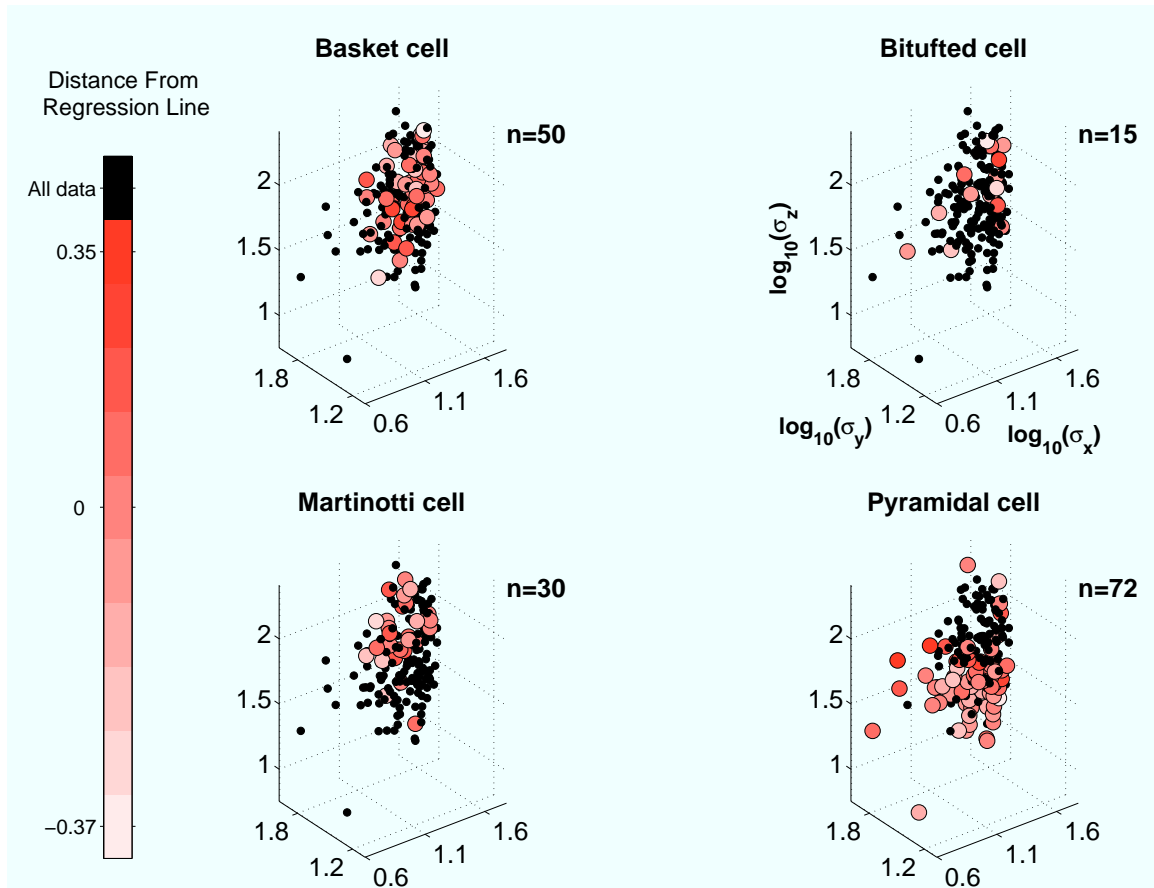 Distance From
Regression Line
All data
0.35
0
−0.37
Basket cell
n=50
2
1.5
1
1.8
1.2
0.6
1.1
1.6
Bitufted cell
n=15
log10(σz)
2
1.5
1
1.8
1.2
0.6
1.1
1.6
log10(σy)
log10(σx)
Martinotti cell
n=30
2
1.5
1
1.8
1.2
0.6
1.1
1.6
Pyramidal cell
n=72
2
1.5
1
1.8
1.2
0.6
1.1
1.6